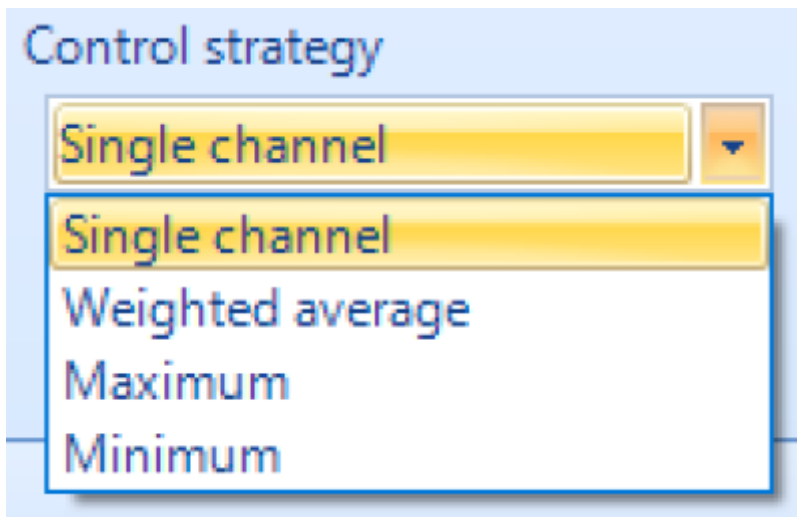 Control strategy
Single channel
Single channel
Weighted average
Maximum
Minimum